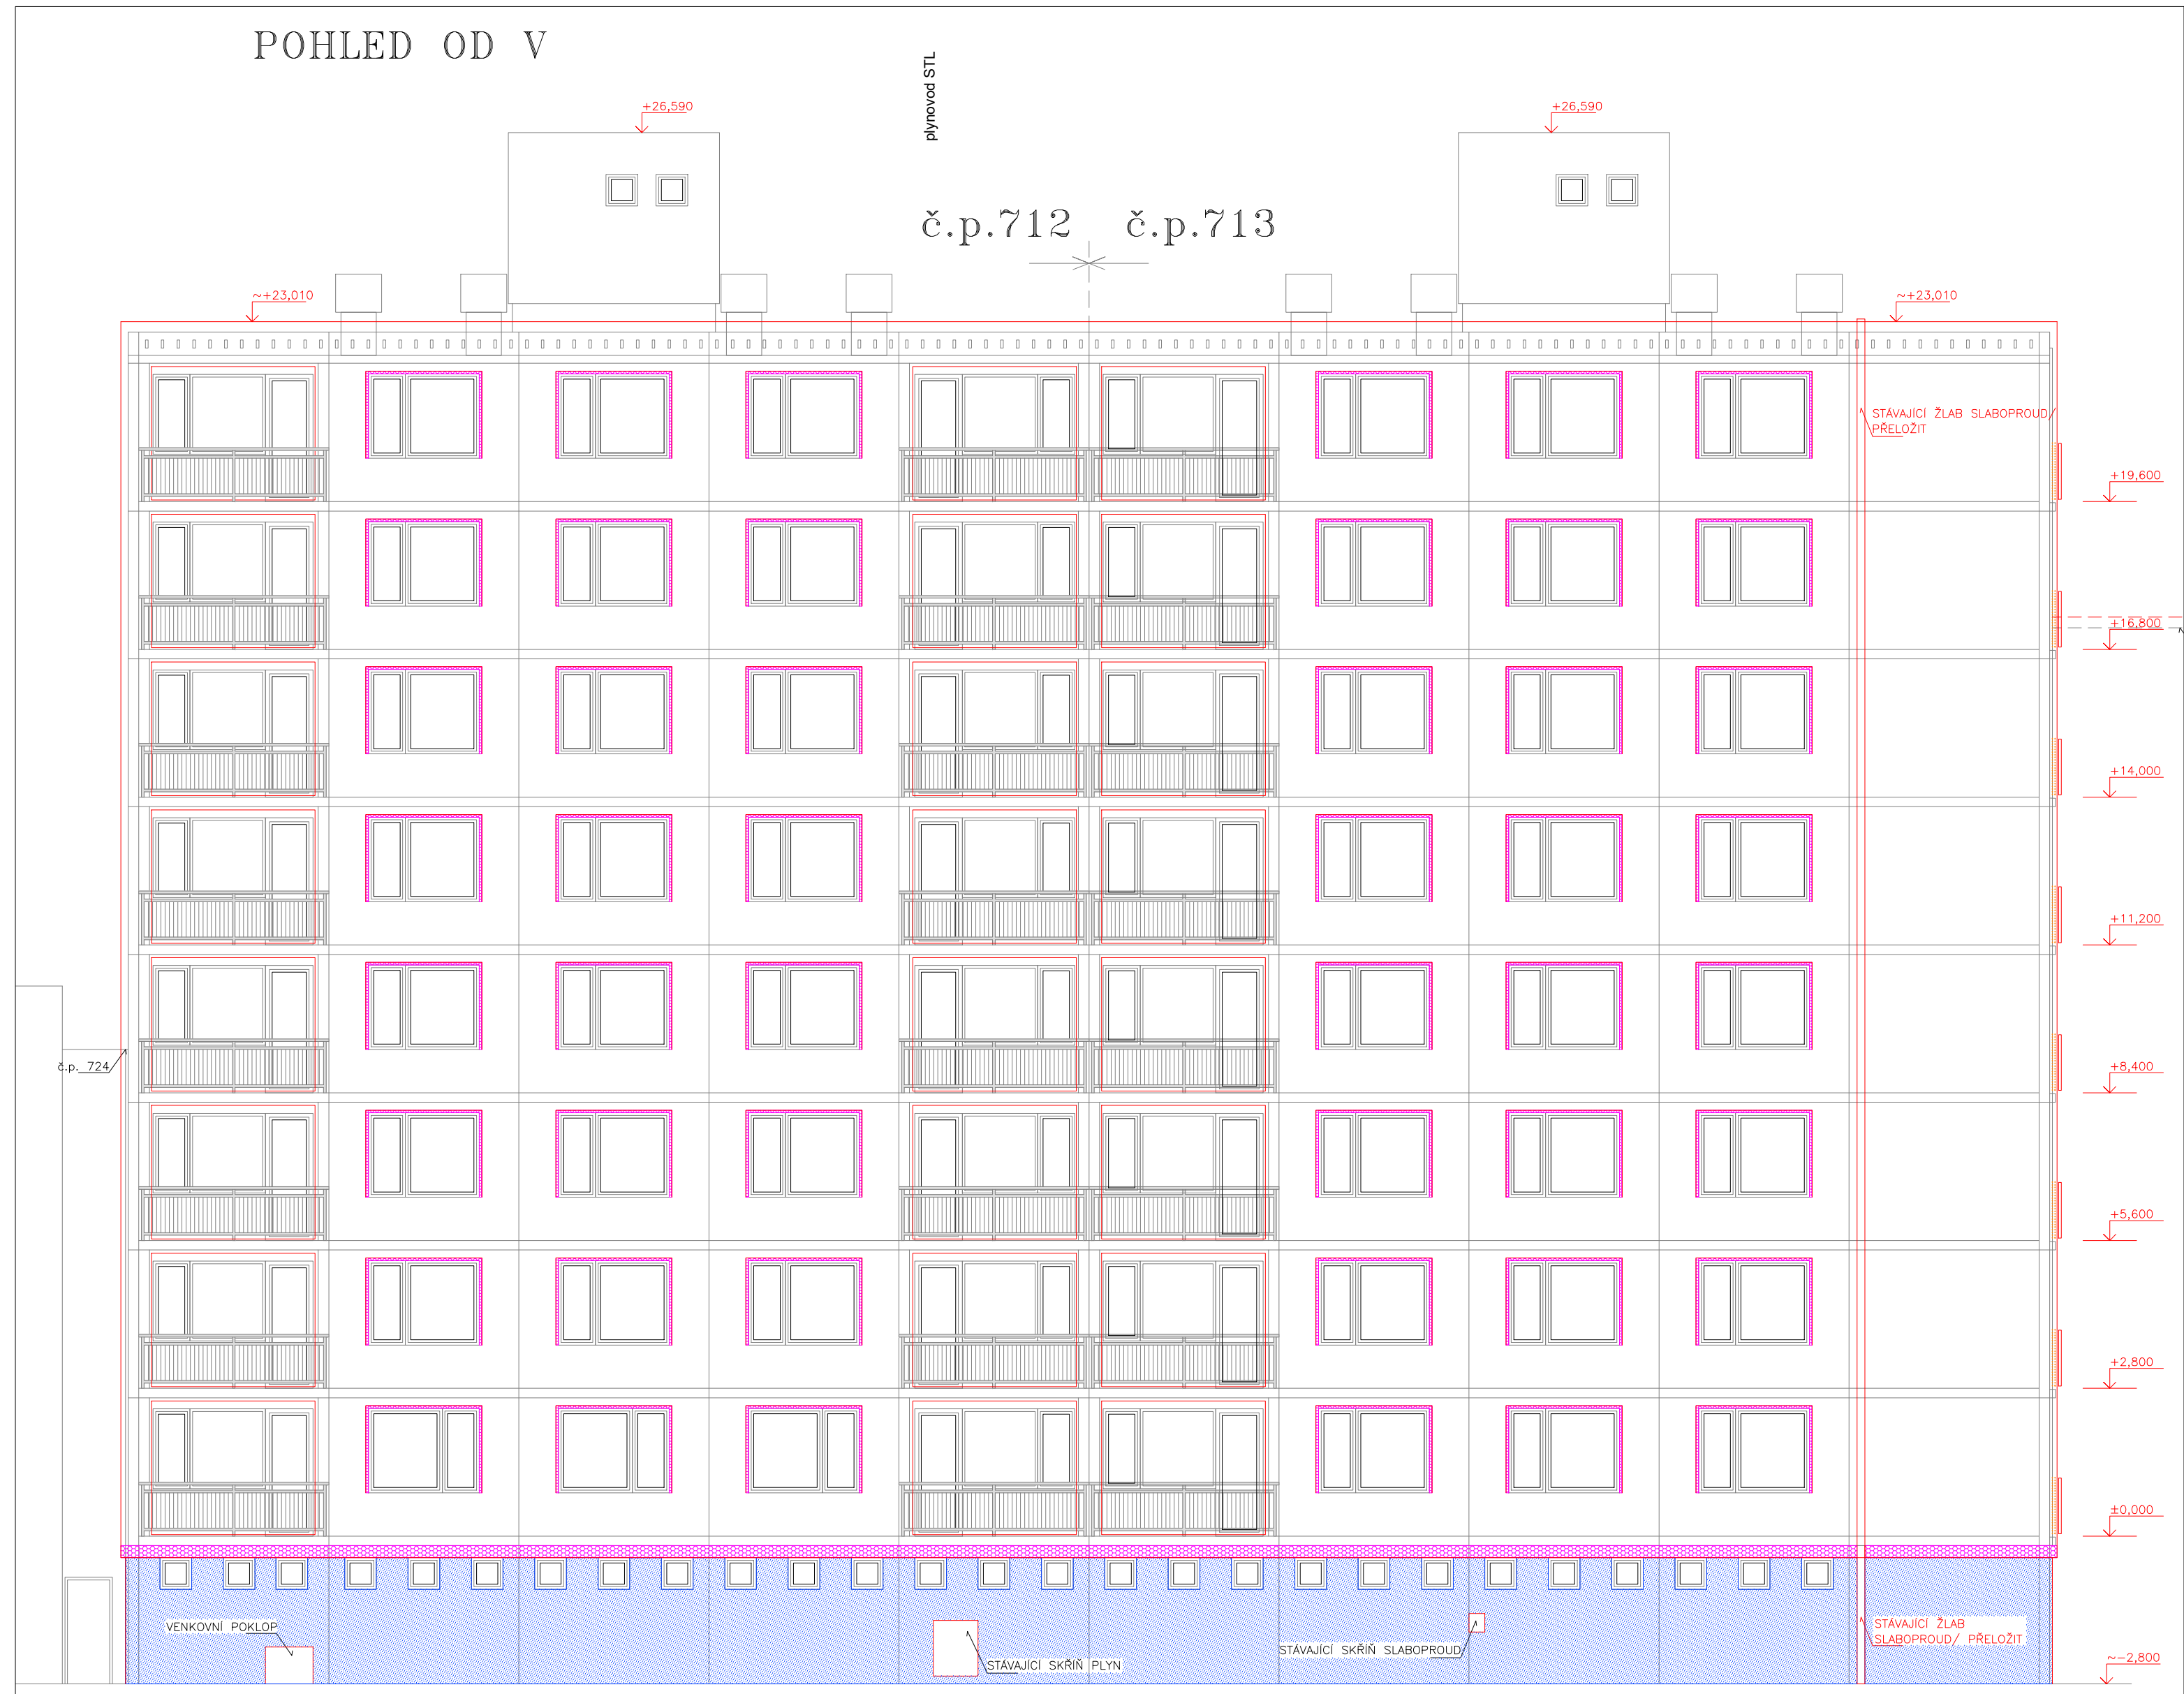 POHLED OD V
plynovod STL
+26,590
+26,590
č.p.712
č.p.713
~+23,010
~+23,010
STÁVAJÍCÍ ŽLAB SLABOPROUD/
PŘELOŽIT
+19,600
+16,800
+14,000
+11,200
č.p. 724
+8,400
+5,600
+2,800
±0,000
VENKOVNÍ POKLOP
STÁVAJÍCÍ SKŘÍŇ PLYN
STÁVAJÍCÍ SKŘÍŇ SLABOPROUD
STÁVAJÍCÍ ŽLAB
SLABOPROUD/ PŘELOŽIT
~-2,800